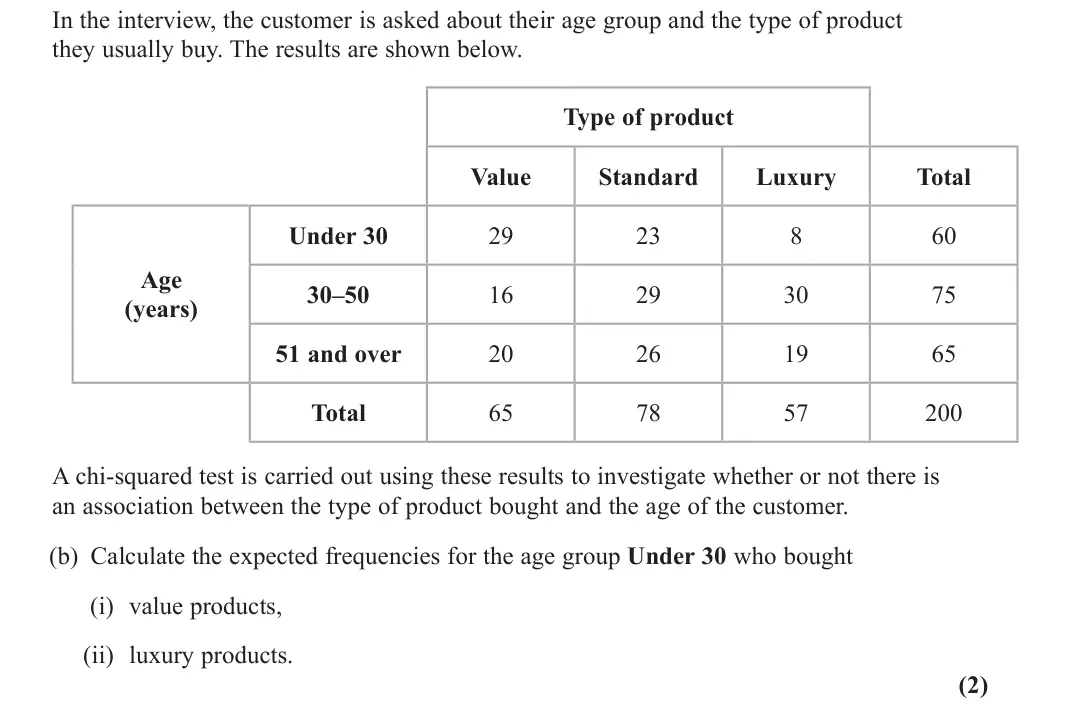 In the interview, the customer is asked about their age group and the type of product
they usually buy. The results are shown below.
Type of product
Value Standard Luxury Total
Age
(years)
Under 30 29 23 8 60
30–50 16 29 30 75
51 and over 20 26 19 65
Total 65 78 57 200
A chi-squared test is carried out using these results to investigate whether or not there is
an association between the type of product bought and the age of the customer.
(b) Calculate the expected frequencies for the age group Under 30 who bought
(i) value products,
(ii) luxury products.
(2)